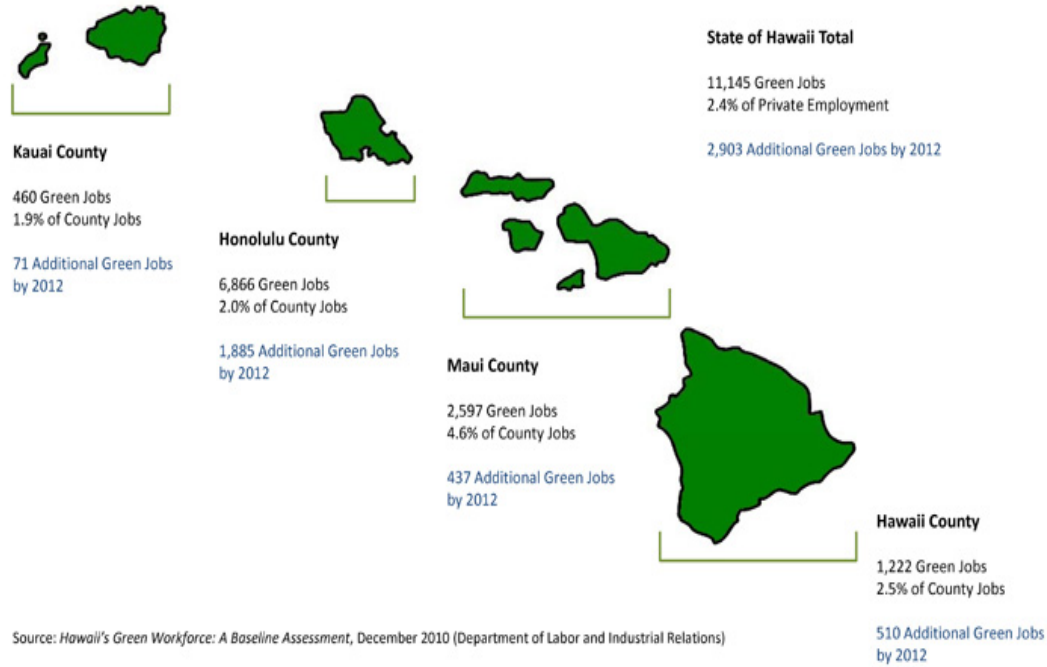 State of Hawaii Total
11,145 Green Jobs
2.4% of Private Employment
2,903 Additional Green Jobs by 2012
Kauai County
460 Green Jobs
1.9% of County Jobs
71 Additional Green Jobs
by 2012
Honolulu County
6,866 Green Jobs
2.0% of County Jobs
1,885 Additional Green Jobs
by 2012
Maui County
2,597 Green Jobs
4.6% of County Jobs
437 Additional Green Jobs
by 2012
Hawaii County
1,222 Green Jobs
2.5% of County Jobs
510 Additional Green Jobs
by 2012
Source: Hawaii's Green Workforce: A Baseline Assessment, December 2010 (Department of Labor and Industrial Relations)